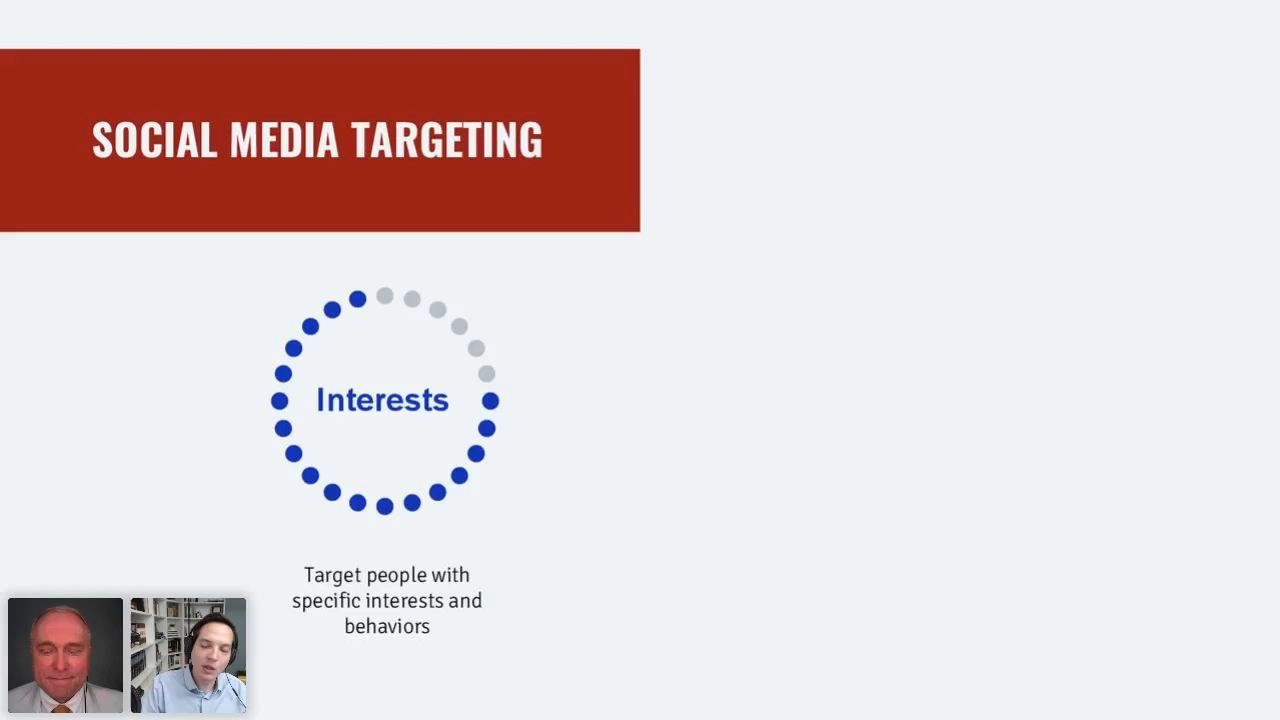 SOCIAL MEDIA TARGETING
Interests
Target people with
specific interests and
behaviors